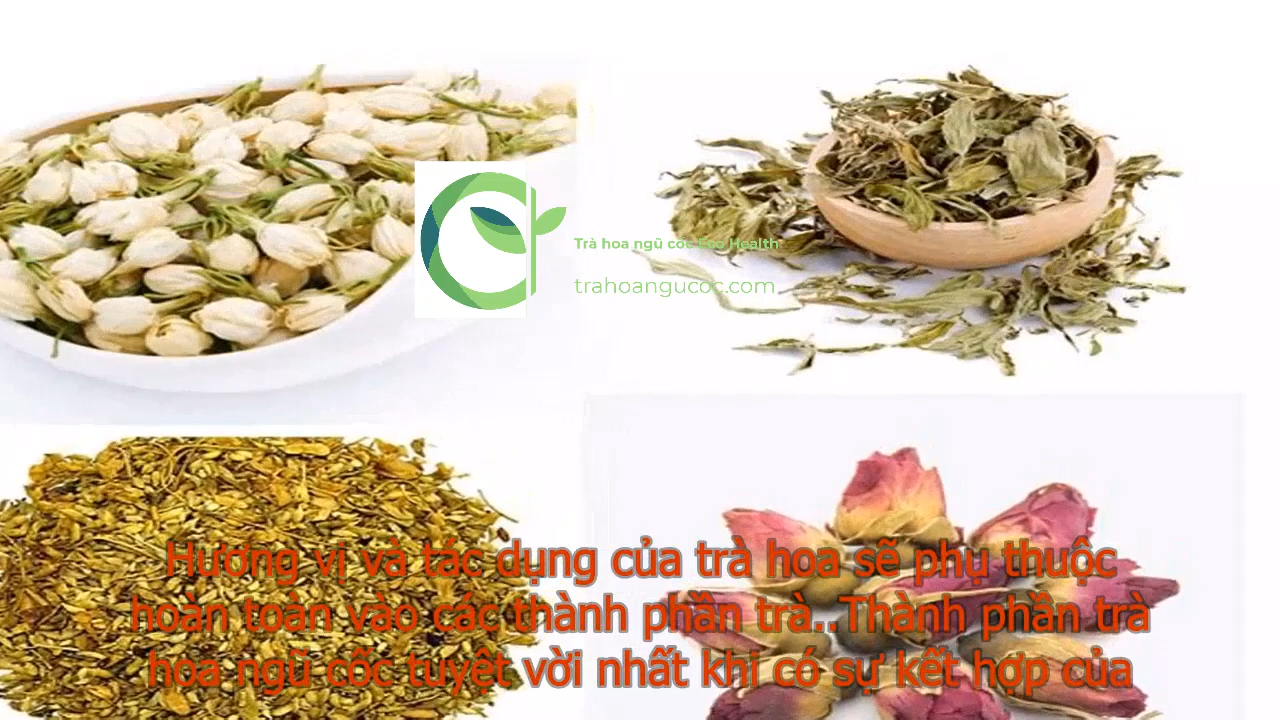 Trà hoa ngũ cốc Eco Health
trahoangucoc.com
Hương vị và tác dụng của trà hoa sẽ phụ thuộc
hoàn toàn vào các thành phần trà..Thành phần trà
hoa ngũ cốc tuyệt vời nhất khi có sự kết hợp của